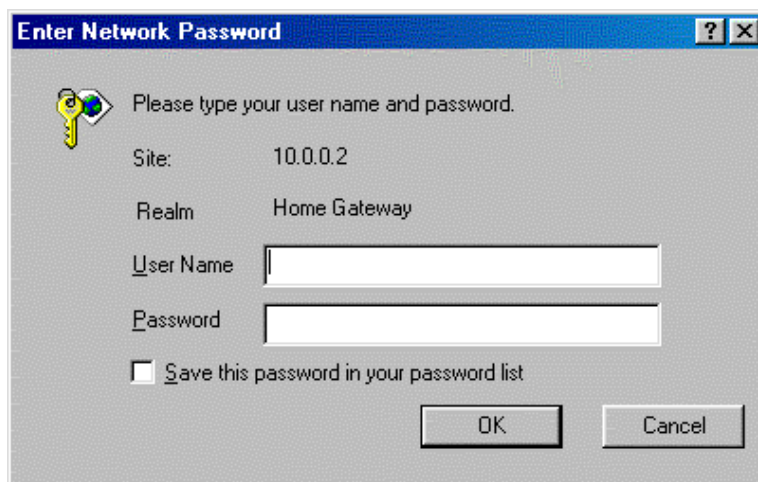 Enter Network Password
Please type your user name and password.
Site: 10.0.0.2
Realm Home Gateway
User Name
Password
Save this password in your password list
OK Cancel